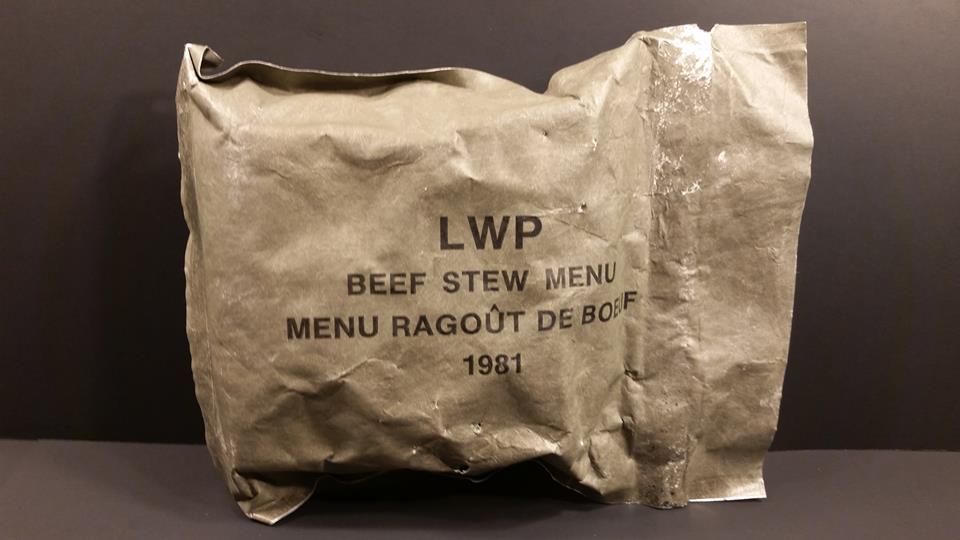 LWP
BEEF STEW MENU
MENU RAGOÛT DE BOEUF
1981